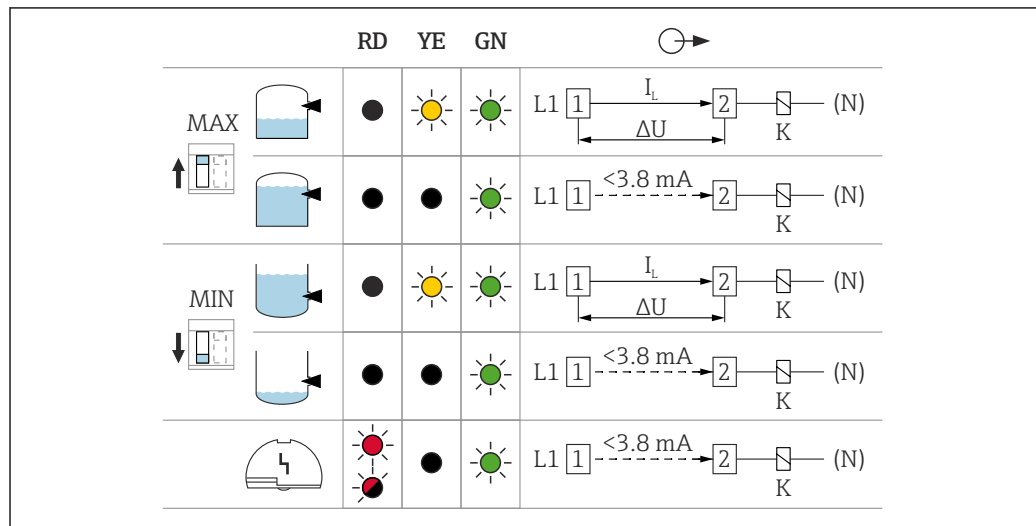 RD YE GN
MAX
L1 1 I_L 2 (N)
ΔU K
L1 1 <3.8 mA 2 (N)
K
MIN
L1 1 I_L 2 (N)
ΔU K
L1 1 <3.8 mA 2 (N)
K
L1 1 <3.8 mA 2 (N)
K